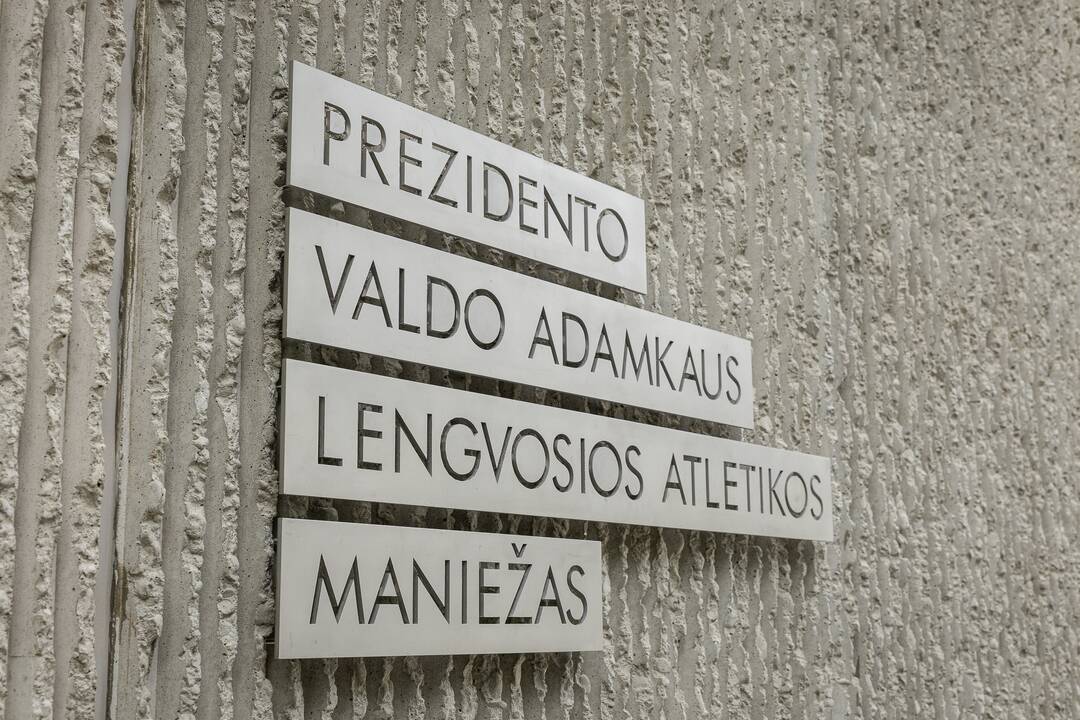 PREZIDENTO
VALDO ADAMKAUS
LENGVOSIOS ATLETIKOS
MANIEŽAS